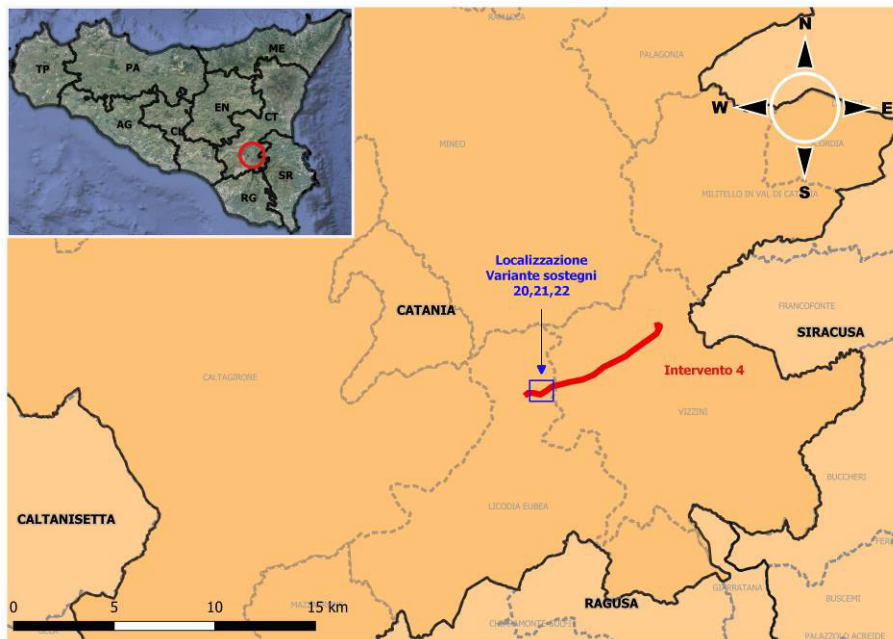 TP
PA
ME
EN
AG
CL
CT
SR
RG
RAMACCA
PALAGONIA
N
W
E
S
MINEO
MILITELLO IN VAL DI CATANIA
Localizzazione
Variante sostegni
20,21,22
CATANIA
FRANCOFONTE
SIRACUSA
CALTAGIRONE
Intervento 4
VIZZINI
BUCCHERI
CALTANISETTA
LICODIA EUBEA
GIARRATANA
RAGUSA
BUSCEMI
PALAZZOLO ACREIDE
0 5 10 15 km